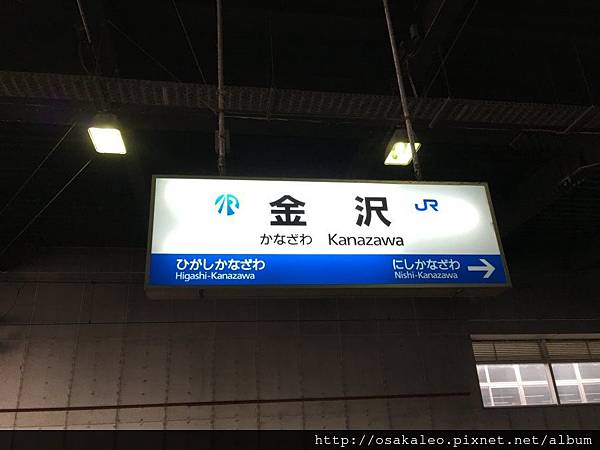 IR 金沢 JR
かなざわ Kanazawa
ひがしかなざわ にしかなざわ
Higashi-Kanazawa Nishi-Kanazawa
http://osakaleo.pixnet.net/album